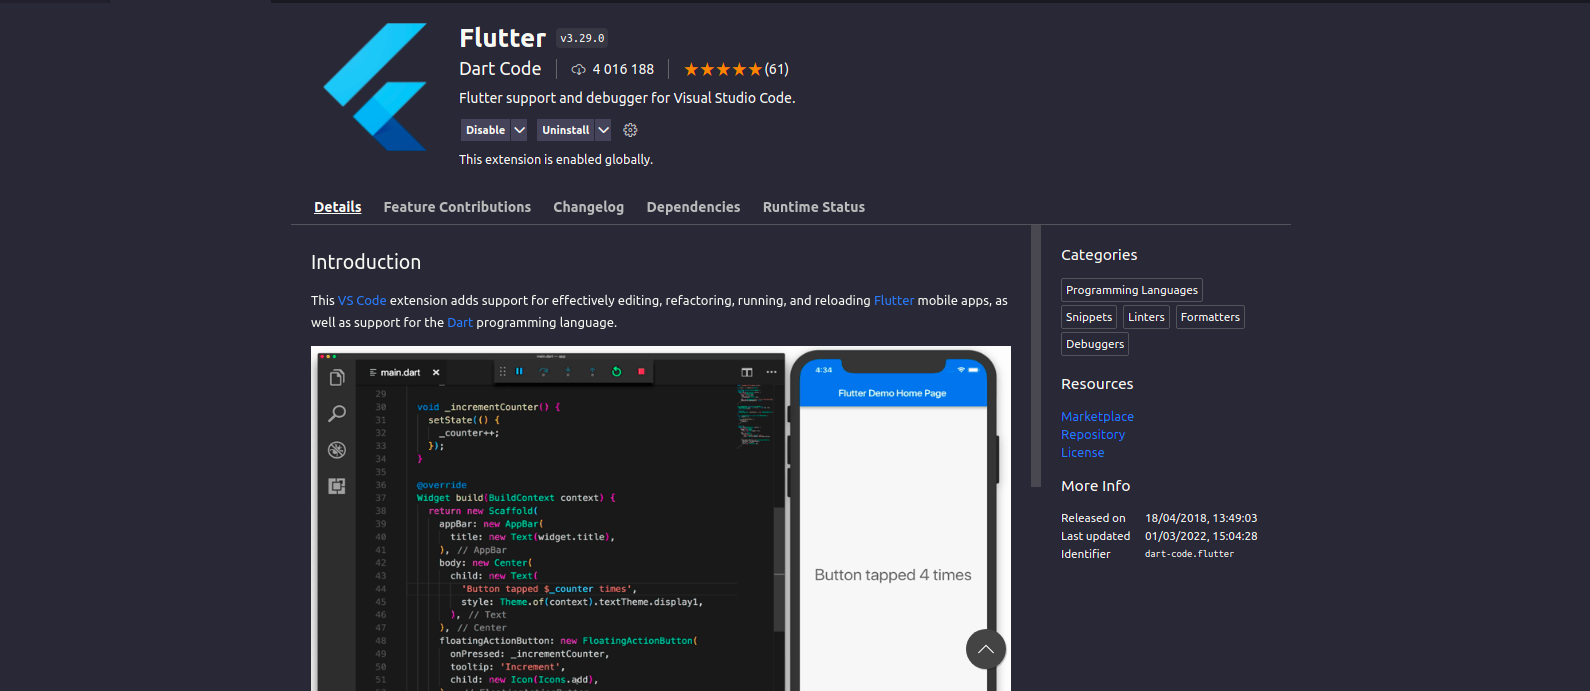 Flutter v3.29.0
Dart Code 4 016 188 (61)
Flutter support and debugger for Visual Studio Code.
Disable Uninstall
This extension is enabled globally.
Details Feature Contributions Changelog Dependencies Runtime Status
Introduction
This VS Code extension adds support for effectively editing, refactoring, running, and reloading Flutter mobile apps, as
well as support for the Dart programming language.
main.dart — app
main.dart
29
30 void _incrementCounter() {
31 setState(() {
32 _counter++;
33 });
34 }
35
36 @override
37 Widget build(BuildContext context) {
38 return new Scaffold(
39 appBar: new AppBar(
40 title: new Text(widget.title),
41 ), // AppBar
42 body: new Center(
43 child: new Text(
44 'Button tapped $_counter times',
45 style: Theme.of(context).textTheme.display1,
46 ), // Text
47 ), // Center
48 floatingActionButton: new FloatingActionButton(
49 onPressed: _incrementCounter,
50 tooltip: 'Increment',
51 child: new Icon(Icons.add),
4:34
Flutter Demo Home Page
Button tapped 4 times
Categories
Programming Languages
Snippets Linters Formatters
Debuggers
Resources
Marketplace
Repository
License
More Info
Released on 18/04/2018, 13:49:03
Last updated 01/03/2022, 15:04:28
Identifier dart-code.flutter